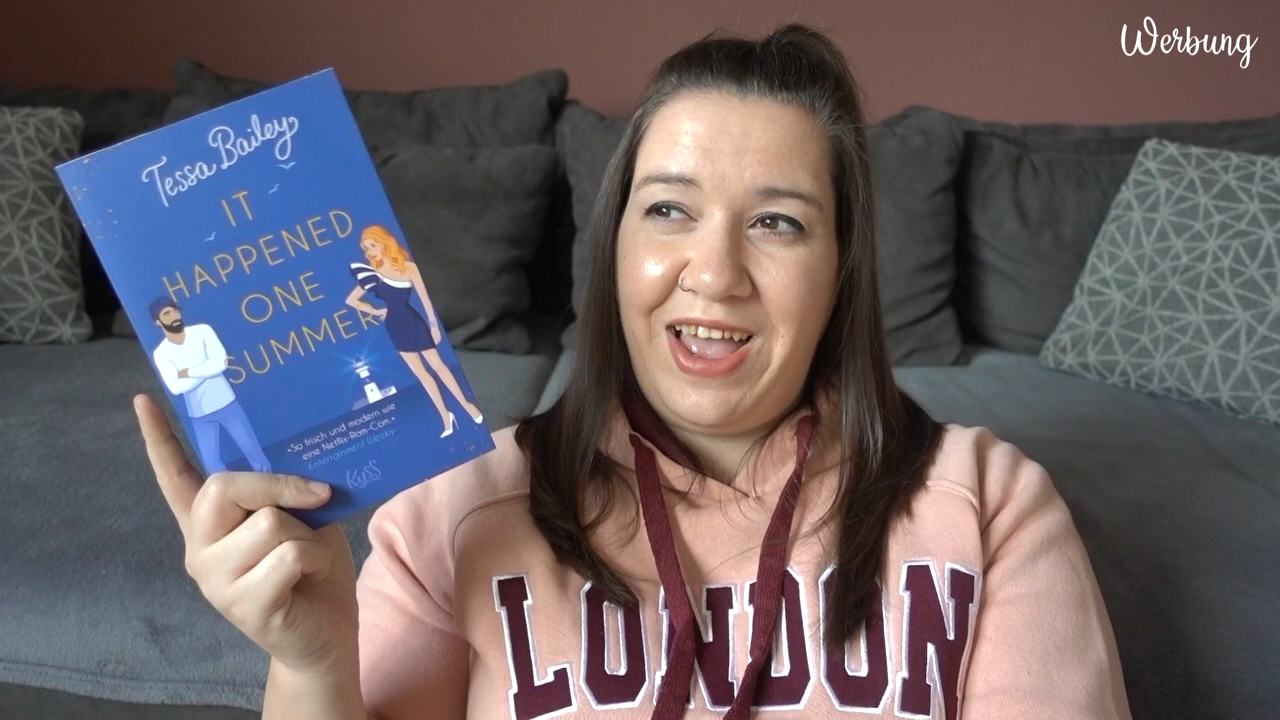 Werbung
Tessa Bailey
IT
HAPPENED
ONE
SUMMER
»So frisch und modern wie
eine Netflix-Rom-Com.«
Entertainment Weekly
KYSS
LONDON